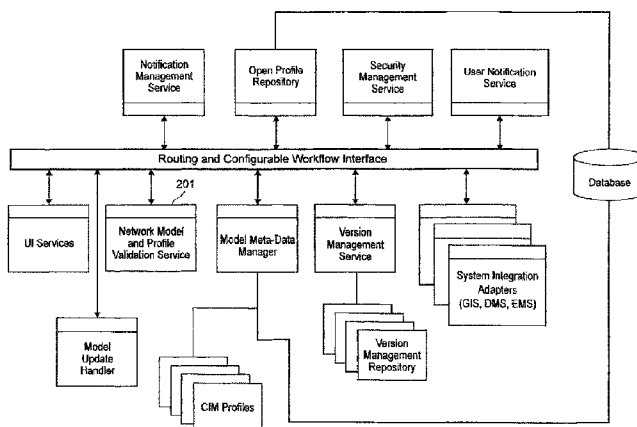 Notification
Management
Service
Open Profile
Repository
Security
Management
Service
User Notification
Service
Routing and Configurable Workflow Interface
Database
201
UI Services
Network Model
and Profile
Validation Service
Model Meta-Data
Manager
Version
Management
Service
System Integration
Adapters
(GIS, DMS, EMS)
Model
Update
Handler
Version
Management
Repository
CIM Profiles